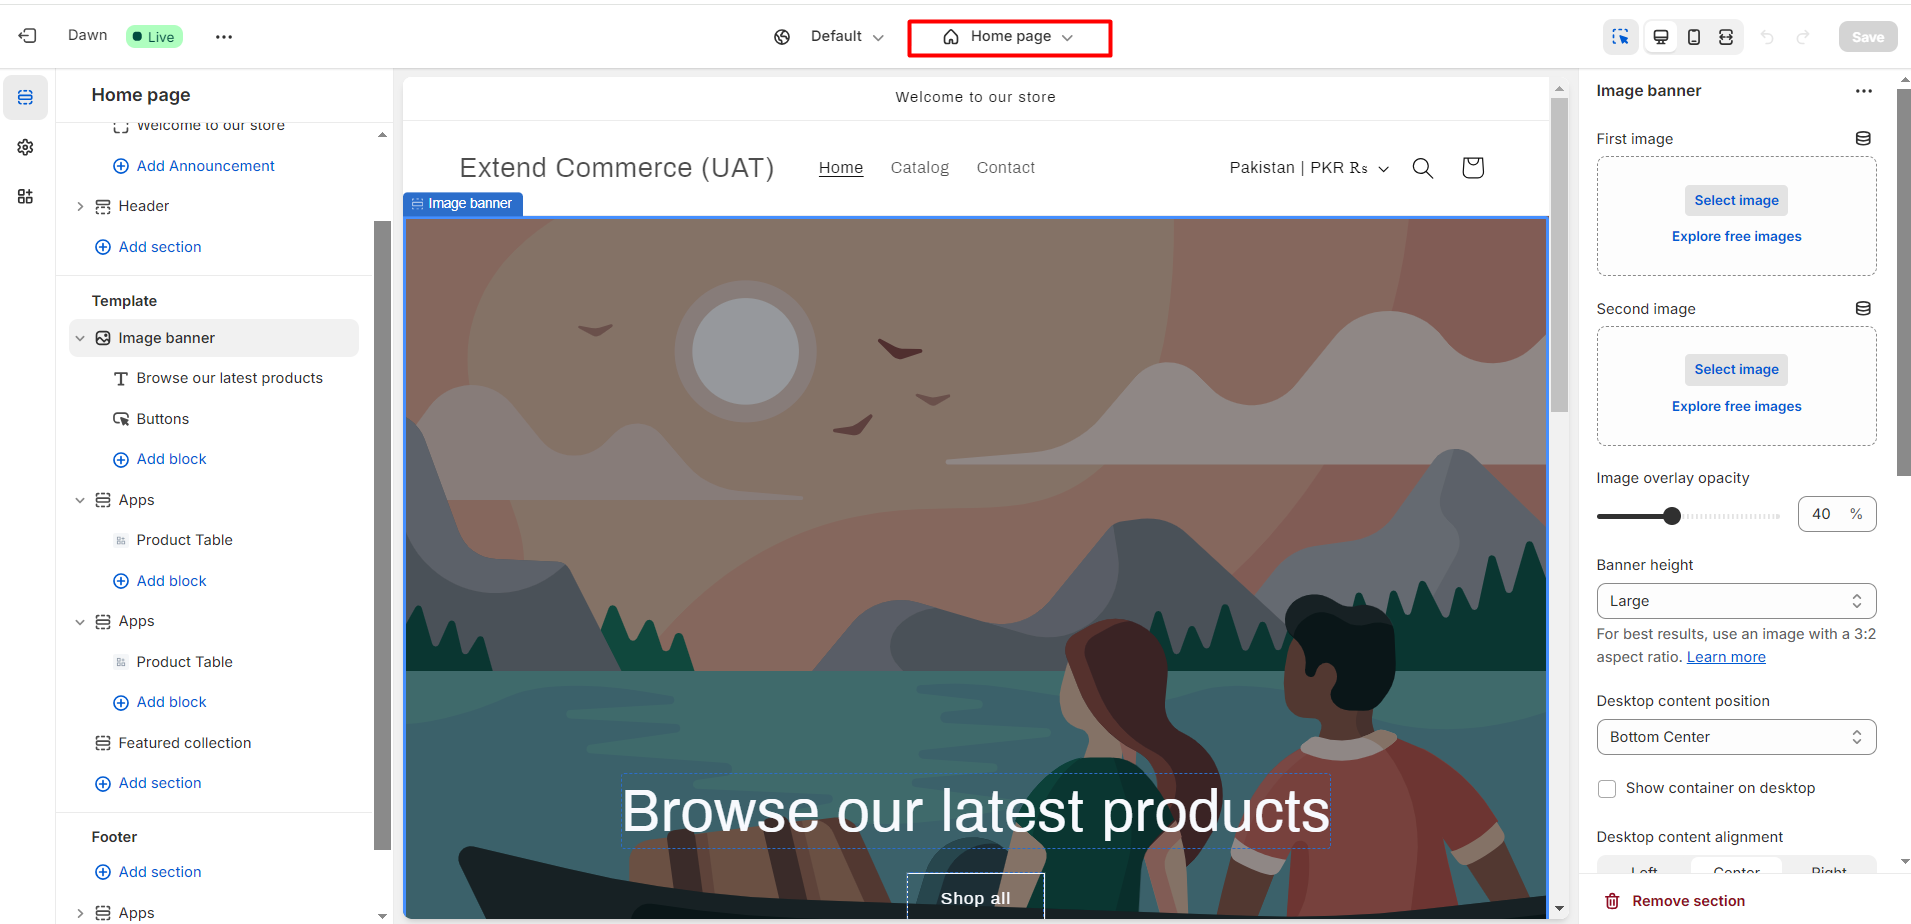 Dawn
Live
Default
Home page
Save
Home page
Welcome to our store
Add Announcement
Header
Add section
Template
Image banner
Browse our latest products
Buttons
Add block
Apps
Product Table
Add block
Apps
Product Table
Add block
Featured collection
Add section
Footer
Add section
Apps
Welcome to our store
Extend Commerce (UAT)
Home
Catalog
Contact
Pakistan | PKR ₨
Image banner
Browse our latest products
Shop all
Image banner
First image
Select image
Explore free images
Second image
Select image
Explore free images
Image overlay opacity
40 %
Banner height
Large
For best results, use an image with a 3:2
aspect ratio. Learn more
Desktop content position
Bottom Center
Show container on desktop
Desktop content alignment
Left Center Right
Remove section